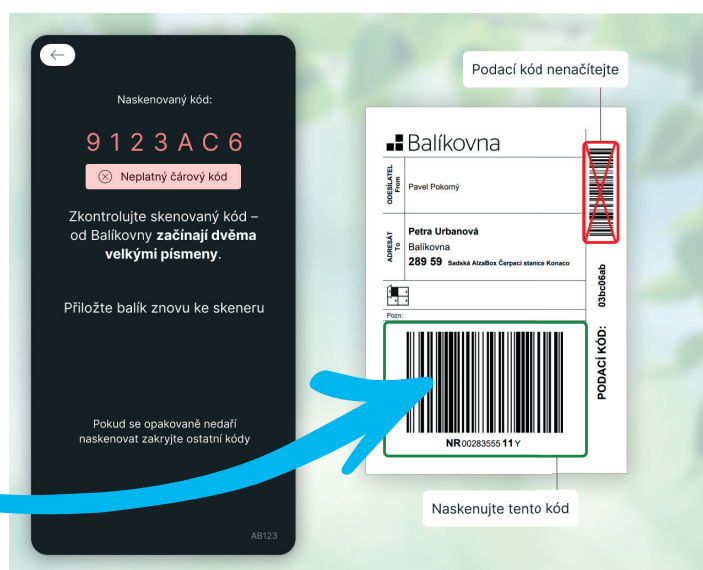 Naskenovaný kód:
9123AC6
Neplatný čárový kód
Zkontrolujte skenovaný kód –
od Balíkovny začínají dvěma
velkými písmeny.
Přiložte balík znovu ke skeneru
Pokud se opakovaně nedaří
naskenovat zakryjte ostatní kódy
AB123
Podací kód nenačítejte
Balíkovna
ODESÍLATEL
From
Pavel Pokorný
ADRESÁT
To
Petra Urbanová
Balíkovna
289 59 Sadská AlzaBox Čerpací stanice Konaco
Pozn:
NR00283555 11 Y
PODACÍ KÓD: 03bc06ab
Naskenujte tento kód